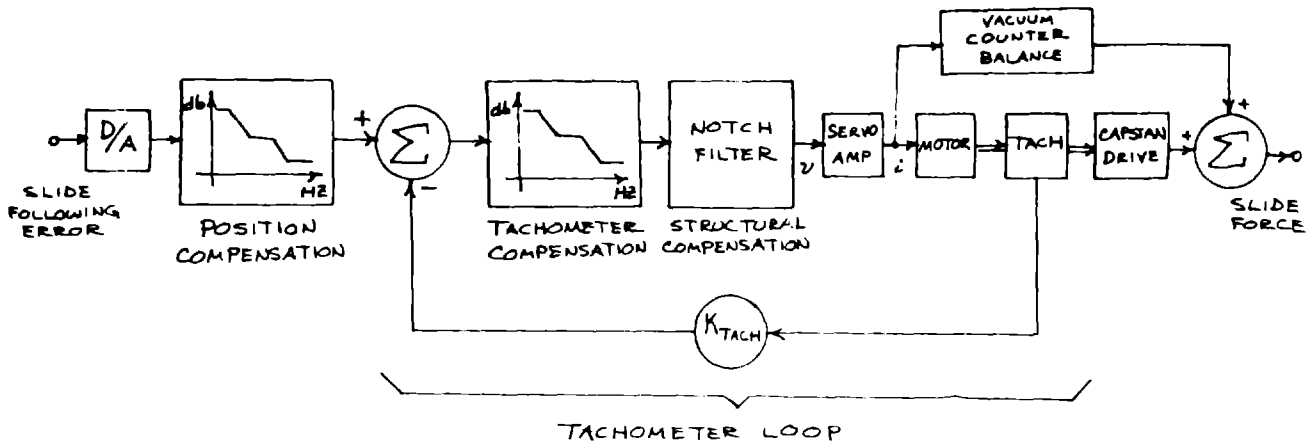 VACUUM
COUNTER
BALANCE
D/A
db
HZ
+
Σ
-
db
HZ
NOTCH
FILTER
v
SERVO
AMP
i
MOTOR
TACH
CAPSTAN
DRIVE
+
+
Σ
SLIDE
FOLLOWING
ERROR
POSITION
COMPENSATION
TACHOMETER
COMPENSATION
STRUCTURAL
COMPENSATION
SLIDE
FORCE
KTACH
TACHOMETER LOOP